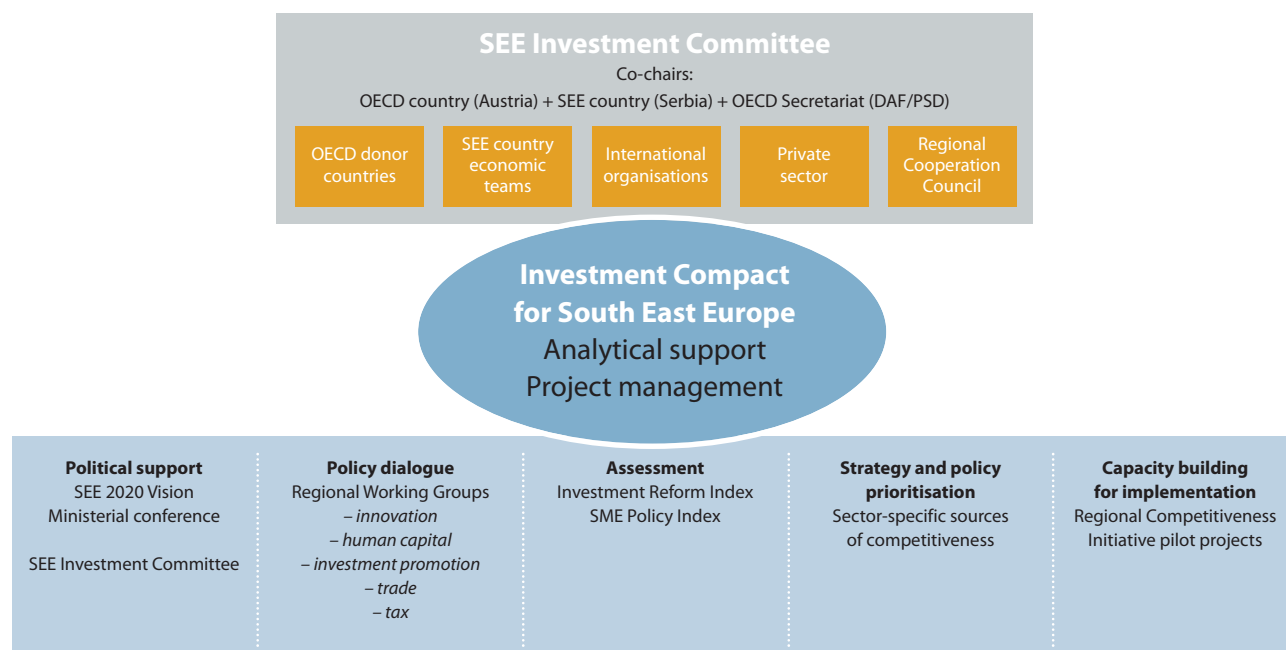 SEE Investment Committee
Co-chairs:
OECD country (Austria) + SEE country (Serbia) + OECD Secretariat (DAF/PSD)
OECD donor
countries
SEE country
economic
teams
International
organisations
Private
sector
Regional
Cooperation
Council
Investment Compact
for South East Europe
Analytical support
Project management
Political support
SEE 2020 Vision
Ministerial conference
SEE Investment Committee
Policy dialogue
Regional Working Groups
– innovation
– human capital
– investment promotion
– trade
– tax
Assessment
Investment Reform Index
SME Policy Index
Strategy and policy
prioritisation
Sector-specific sources
of competitiveness
Capacity building
for implementation
Regional Competitiveness
Initiative pilot projects